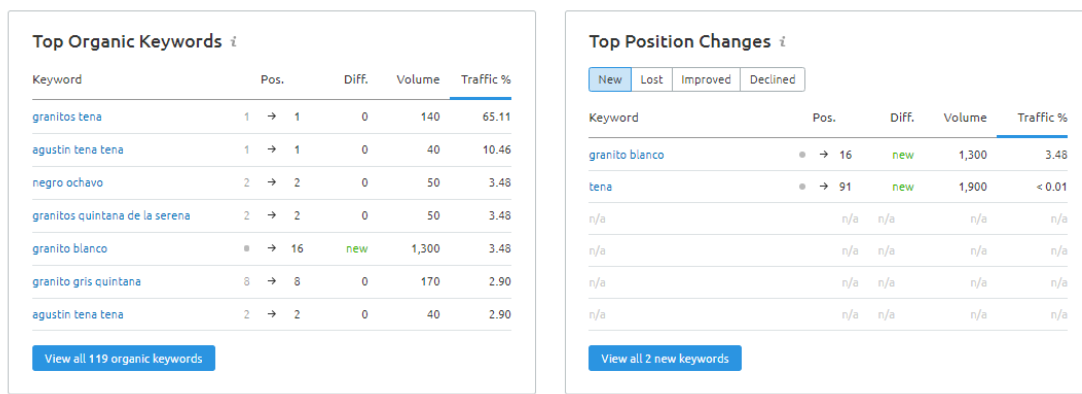 Top Organic Keywords i
Keyword Pos. Diff. Volume Traffic %
granitos tena 1 → 1 0 140 65.11
agustin tena tena 1 → 1 0 40 10.46
negro ochavo 2 → 2 0 50 3.48
granitos quintana de la serena 2 → 2 0 50 3.48
granito blanco • → 16 new 1,300 3.48
granito gris quintana 8 → 8 0 170 2.90
agustin tena tena 2 → 2 0 40 2.90
View all 119 organic keywords
Top Position Changes i
New Lost Improved Declined
Keyword Pos. Diff. Volume Traffic %
granito blanco • → 16 new 1,300 3.48
tena • → 91 new 1,900 < 0.01
n/a n/a n/a n/a n/a
n/a n/a n/a n/a n/a
n/a n/a n/a n/a n/a
n/a n/a n/a n/a n/a
View all 2 new keywords